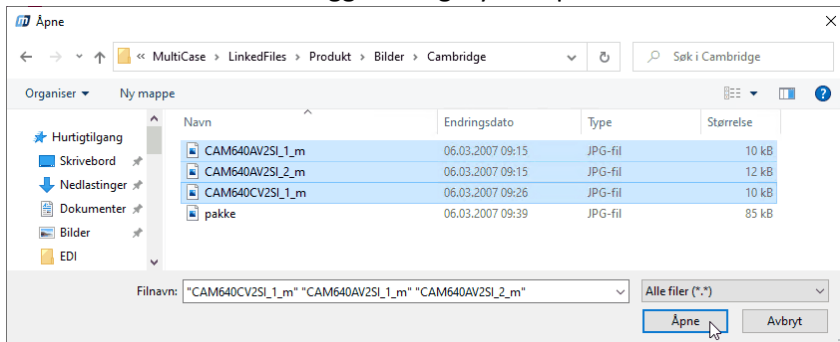 Åpne
« MultiCase > LinkedFiles > Produkt > Bilder > Cambridge
Søk i Cambridge
Organiser Ny mappe
Navn Endringsdato Type Størrelse
Hurtigtilgang
Skrivebord
Nedlastinger
Dokumenter
Bilder
EDI
CAM640AV2SI_1_m 06.03.2007 09:15 JPG-fil 10 kB
CAM640AV2SI_2_m 06.03.2007 09:15 JPG-fil 12 kB
CAM640CV2SI_1_m 06.03.2007 09:26 JPG-fil 10 kB
pakke 06.03.2007 09:39 JPG-fil 85 kB
Filnavn: "CAM640CV2SI_1_m" "CAM640AV2SI_1_m" "CAM640AV2SI_2_m"
Alle filer (*.*)
Åpne Avbryt